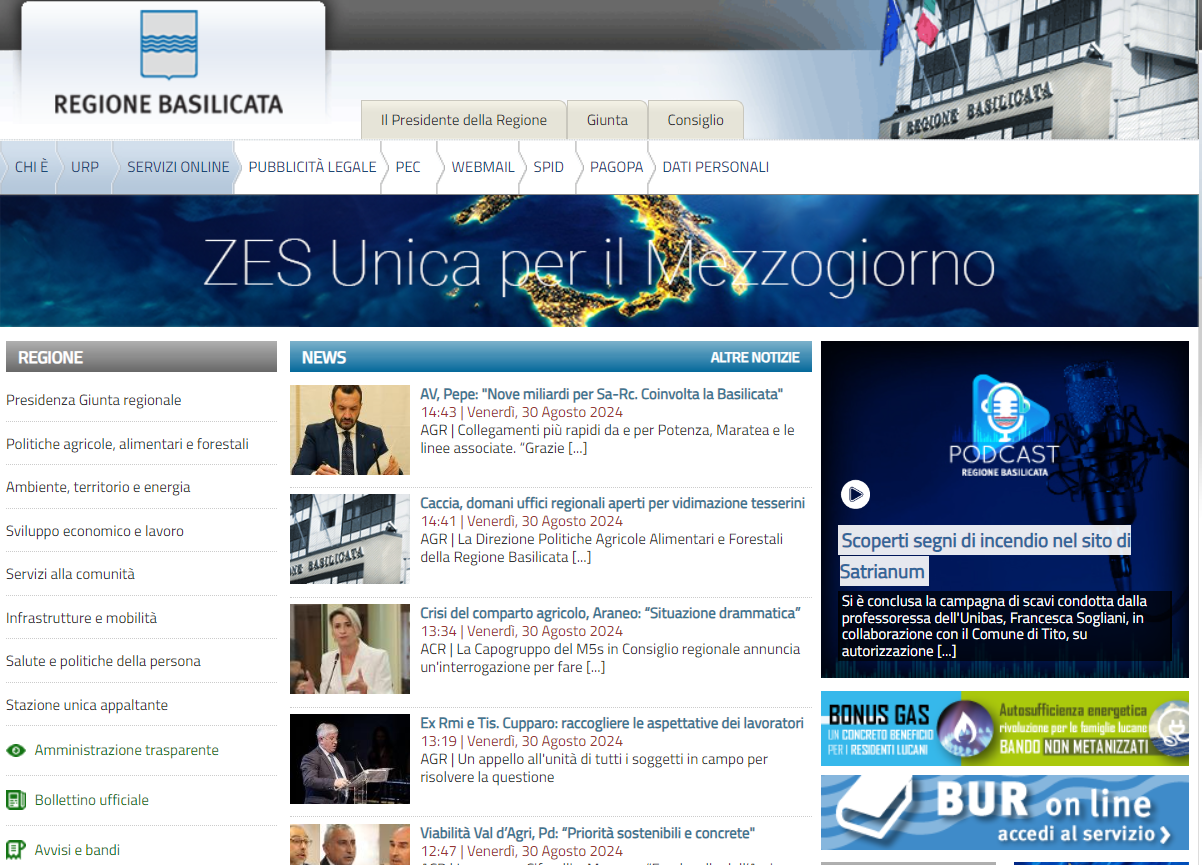 REGIONE BASILICATA
REGIONE BASILICATA
Il Presidente della Regione
Giunta
Consiglio
CHI È
URP
SERVIZI ONLINE
PUBBLICITÀ LEGALE
PEC
WEBMAIL
SPID
PAGOPA
DATI PERSONALI
ZES Unica per il Mezzogiorno
REGIONE
Presidenza Giunta regionale
Politiche agricole, alimentari e forestali
Ambiente, territorio e energia
Sviluppo economico e lavoro
Servizi alla comunità
Infrastrutture e mobilità
Salute e politiche della persona
Stazione unica appaltante
Amministrazione trasparente
Bollettino ufficiale
Avvisi e bandi
NEWS
ALTRE NOTIZIE
AV, Pepe: "Nove miliardi per Sa-Rc. Coinvolta la Basilicata"
14:43 | Venerdì, 30 Agosto 2024
AGR | Collegamenti più rapidi da e per Potenza, Maratea e le
linee associate. “Grazie [...]
REGIONE BASILICATA
Caccia, domani uffici regionali aperti per vidimazione tesserini
14:41 | Venerdì, 30 Agosto 2024
AGR | La Direzione Politiche Agricole Alimentari e Forestali
della Regione Basilicata [...]
Crisi del comparto agricolo, Araneo: “Situazione drammatica”
13:34 | Venerdì, 30 Agosto 2024
ACR | La Capogruppo del M5s in Consiglio regionale annuncia
un'interrogazione per fare [...]
Ex Rmi e Tis. Cupparo: raccogliere le aspettative dei lavoratori
13:19 | Venerdì, 30 Agosto 2024
AGR | Un appello all'unità di tutti i soggetti in campo per
risolvere la questione
Viabilità Val d’Agri, Pd: “Priorità sostenibili e concrete"
12:47 | Venerdì, 30 Agosto 2024
PODCAST
REGIONE BASILICATA
Scoperti segni di incendio nel sito di
Satrianum
Si è conclusa la campagna di scavi condotta dalla
professoressa dell'Unibas, Francesca Sogliani, in
collaborazione con il Comune di Tito, su
autorizzazione [...]
BONUS GAS
UN CONCRETO BENEFICIO
PER I RESIDENTI LUCANI
Autosufficienza energetica
rivoluzione per le famiglie lucane
BANDO NON METANIZZATI
BUR on line
accedi al servizio